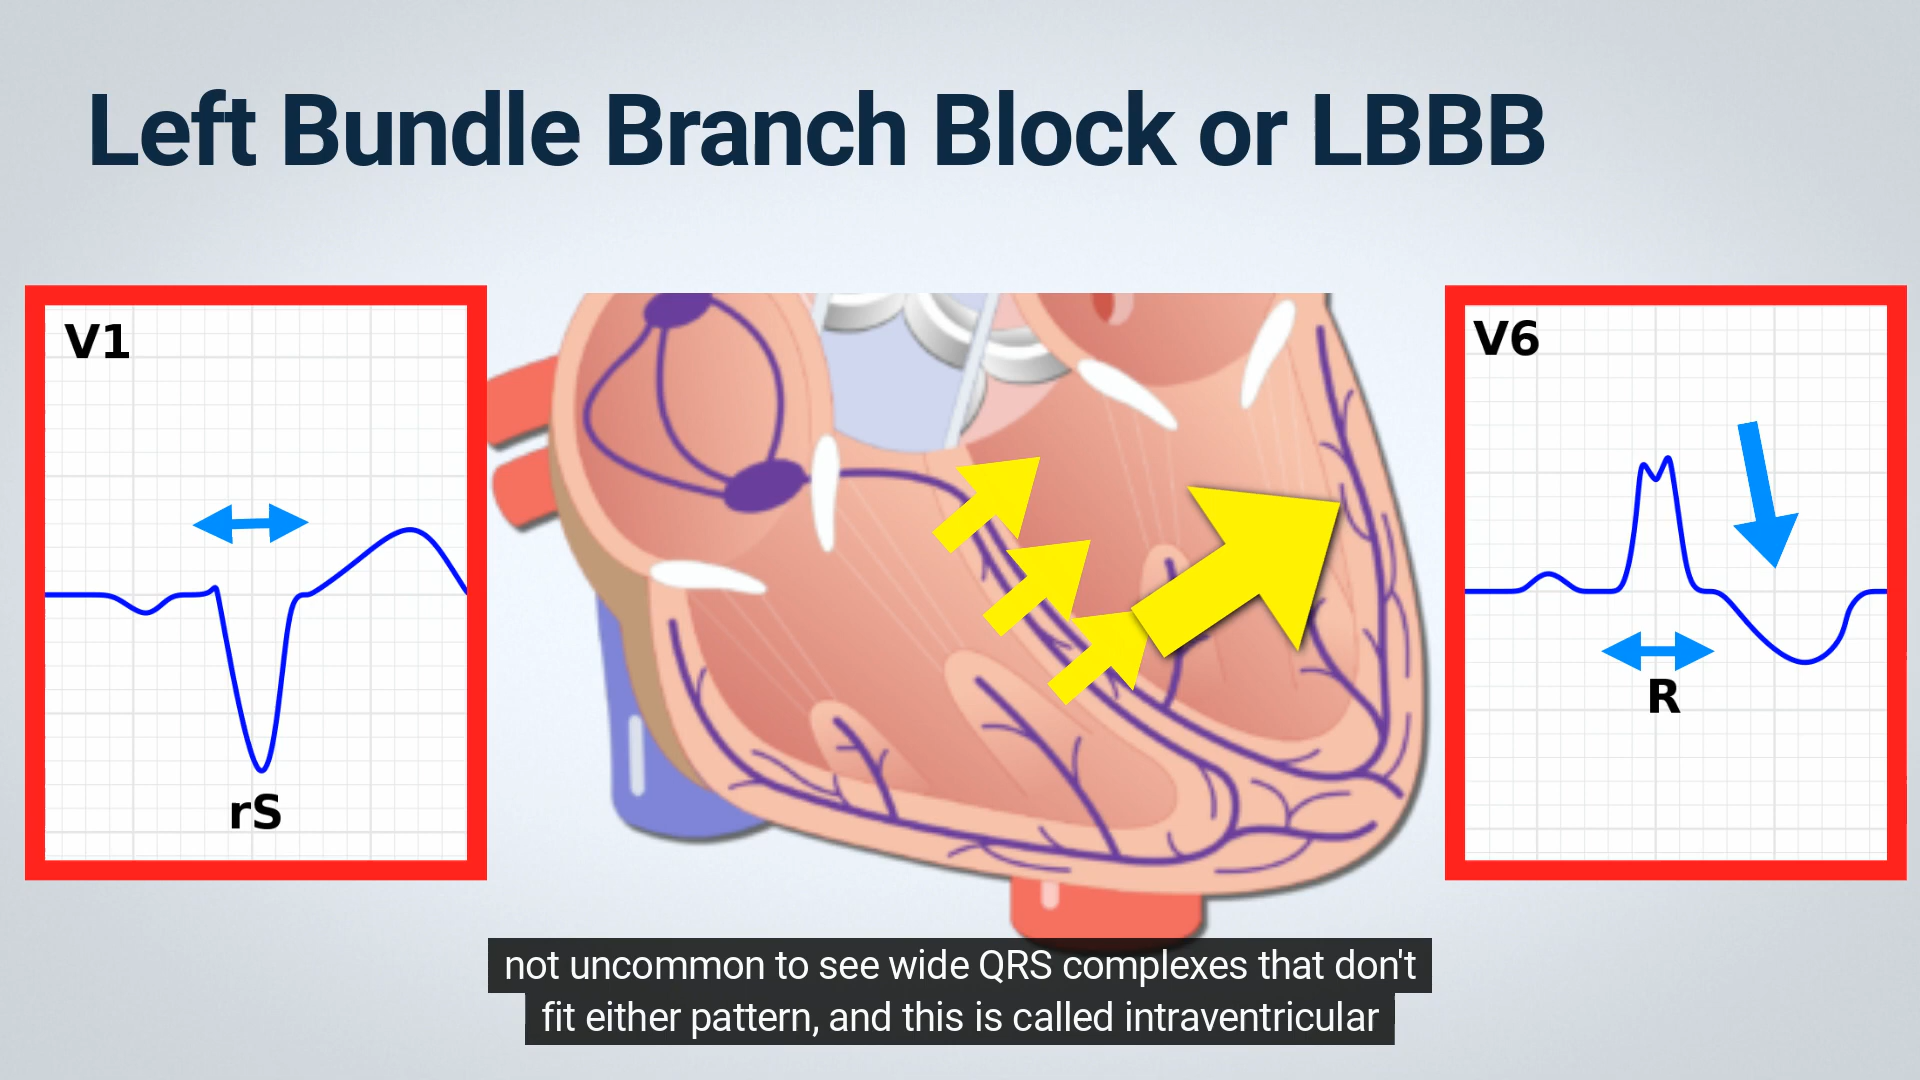 Left Bundle Branch Block or LBBB
V1
rS
V6
R
not uncommon to see wide QRS complexes that don't
fit either pattern, and this is called intraventricular